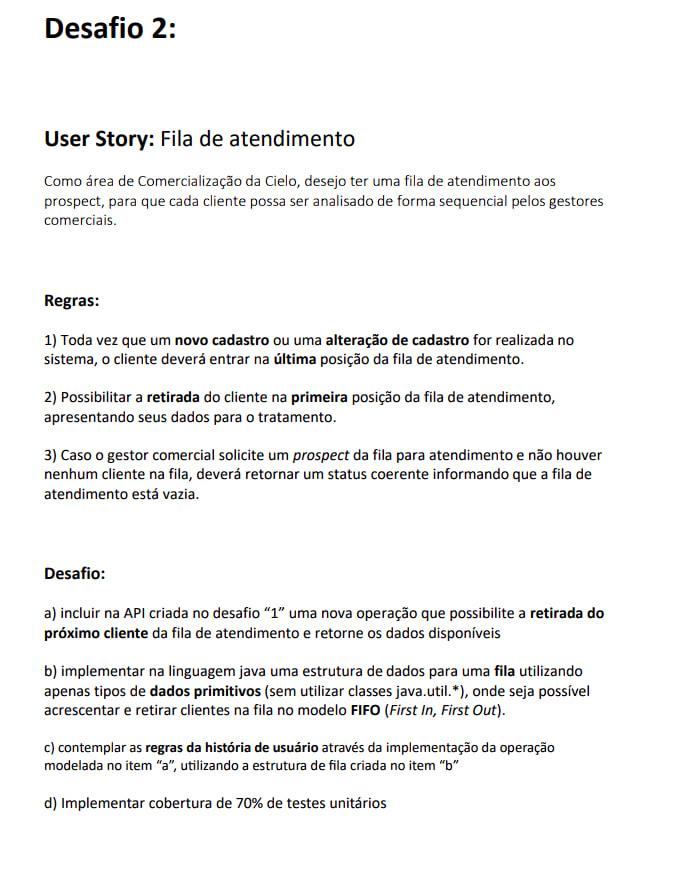 Desafio 2:
User Story: Fila de atendimento
Como área de Comercialização da Cielo, desejo ter uma fila de atendimento aos
prospect, para que cada cliente possa ser analisado de forma sequencial pelos gestores
comerciais.
Regras:
1) Toda vez que um novo cadastro ou uma alteração de cadastro for realizada no
sistema, o cliente deverá entrar na última posição da fila de atendimento.
2) Possibilitar a retirada do cliente na primeira posição da fila de atendimento,
apresentando seus dados para o tratamento.
3) Caso o gestor comercial solicite um prospect da fila para atendimento e não houver
nenhum cliente na fila, deverá retornar um status coerente informando que a fila de
atendimento está vazia.
Desafio:
a) incluir na API criada no desafio “1” uma nova operação que possibilite a retirada do
próximo cliente da fila de atendimento e retorne os dados disponíveis
b) implementar na linguagem java uma estrutura de dados para uma fila utilizando
apenas tipos de dados primitivos (sem utilizar classes java.util.*), onde seja possível
acrescentar e retirar clientes na fila no modelo FIFO (First In, First Out).
c) contemplar as regras da história de usuário através da implementação da operação
modelada no item “a”, utilizando a estrutura de fila criada no item “b”
d) Implementar cobertura de 70% de testes unitários